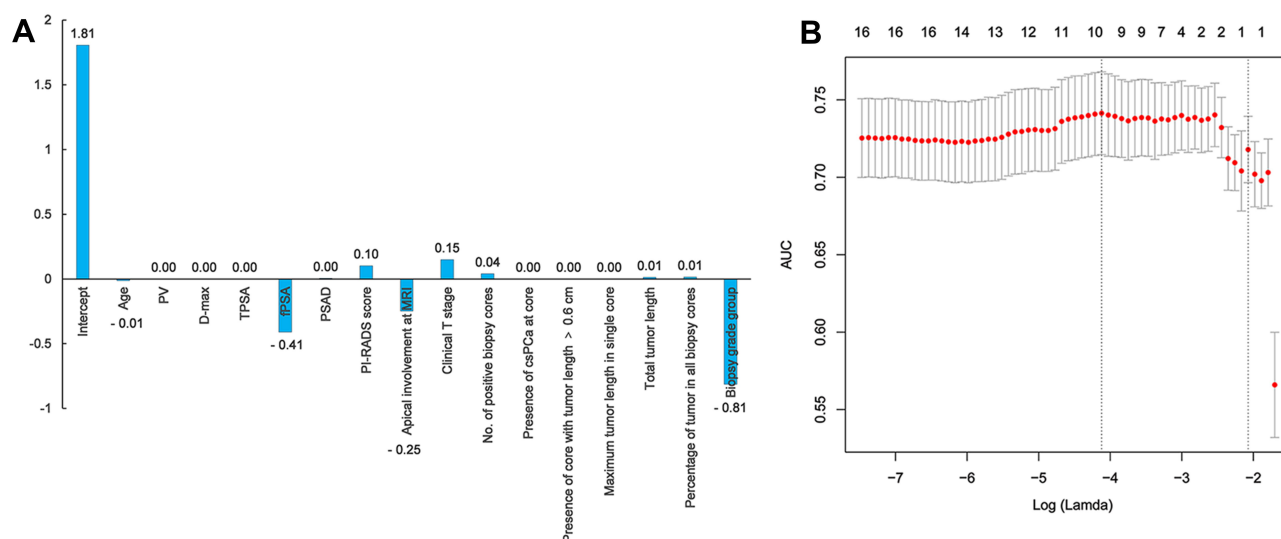 A
2
1.5
1
0.5
0
-0.5
-1
1.81
- 0.01
0.00
0.00
0.00
- 0.41
0.00
0.10
- 0.25
0.15
0.04
0.00
0.00
0.00
0.01
0.01
- 0.81
Intercept
Age
PV
D-max
TPSA
fPSA
PSAD
PI-RADS score
Apical involvement at MRI
Clinical T stage
No. of positive biopsy cores
Presence of csPCa at core
Presence of core with tumor length > 0.6 cm
Maximum tumor length in single core
Total tumor length
Percentage of tumor in all biopsy cores
Biopsy grade group
B
16 16 16 14 13 12 11 10 9 9 7 4 2 2 1 1
AUC
0.75
0.70
0.65
0.60
0.55
−7 −6 −5 −4 −3 −2
Log (Lamda)